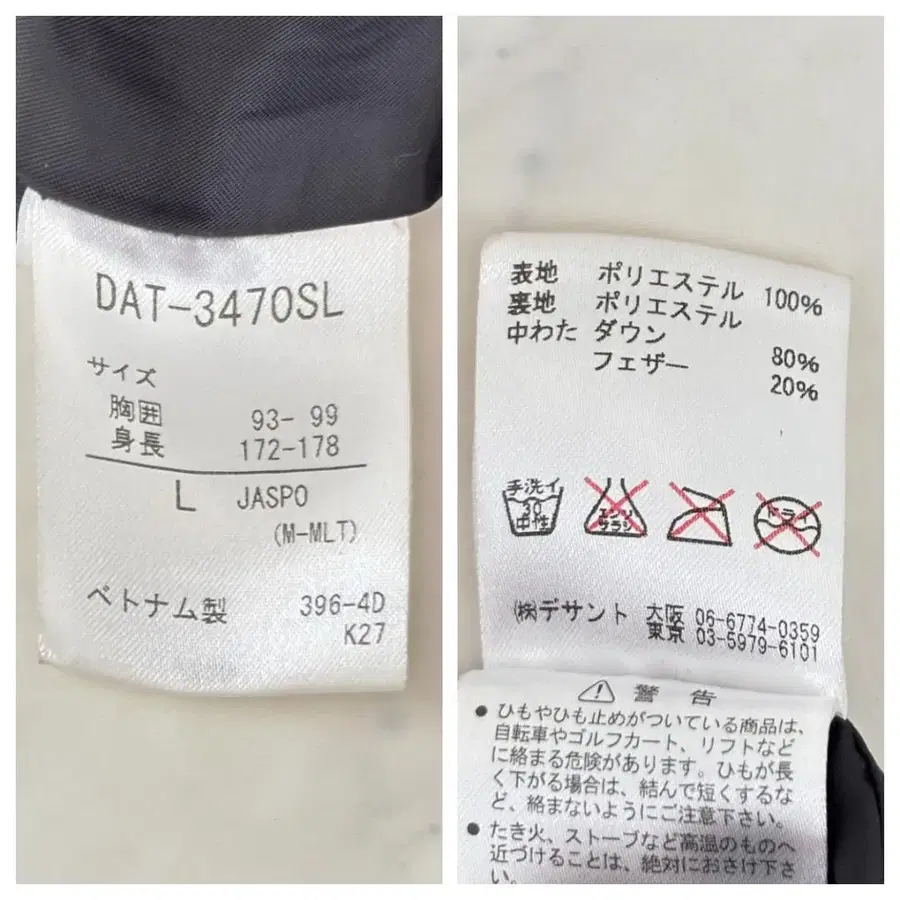 DAT-3470SL
サイズ
胸囲 93- 99
身長 172-178
L JASPO
(M-MLT)
ベトナム製 396-4D
K27
表地 ポリエステル 100%
裏地 ポリエステル
中わた ダウン 80%
フェザー 20%
手洗イ
30
中性
エンソ
サラシ
ドライ
㈱デサント 大阪 06-6774-0359
東京 03-5979-6101
警告
● ひもやひも止めがついている商品は、
自転車やゴルフカート、リフトなど
に絡まる危険があります。ひもが長
く下がる場合は、結んで短くするな
ど、絡まないようにご注意下さい。
● たき火、ストーブなど高温のものへ
近づけることは、絶対におさけ下さ
い。